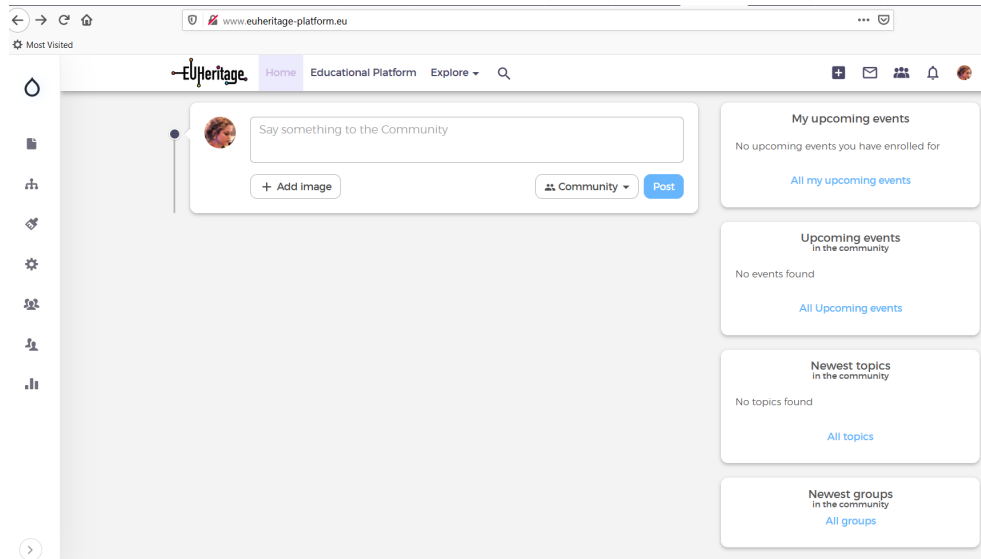 www.euheritage-platform.eu
Most Visited
EUHeritage
Home Educational Platform Explore
Say something to the Community
+ Add image
Community
Post
My upcoming events
No upcoming events you have enrolled for
All my upcoming events
Upcoming events
in the community
No events found
All Upcoming events
Newest topics
in the community
No topics found
All topics
Newest groups
in the community
All groups